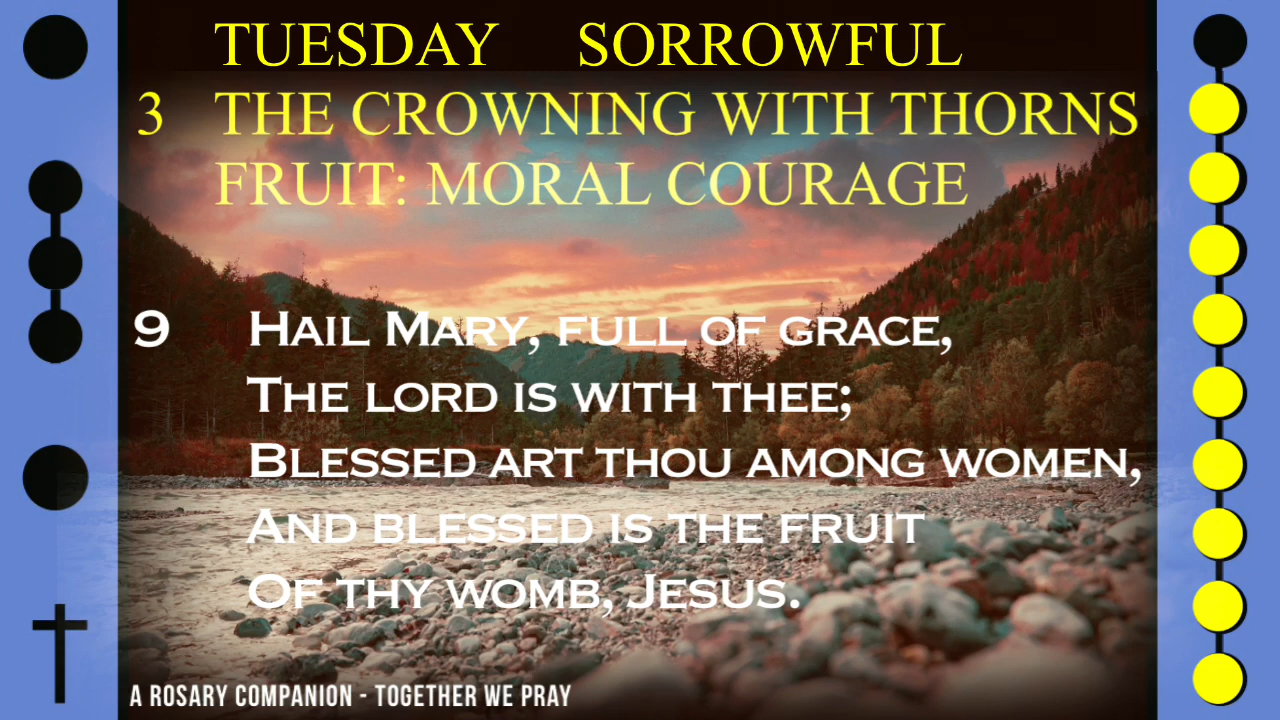 TUESDAY SORROWFUL
3 THE CROWNING WITH THORNS
FRUIT: MORAL COURAGE
9 HAIL MARY, FULL OF GRACE,
THE LORD IS WITH THEE;
BLESSED ART THOU AMONG WOMEN,
AND BLESSED IS THE FRUIT
OF THY WOMB, JESUS.
A ROSARY COMPANION - TOGETHER WE PRAY